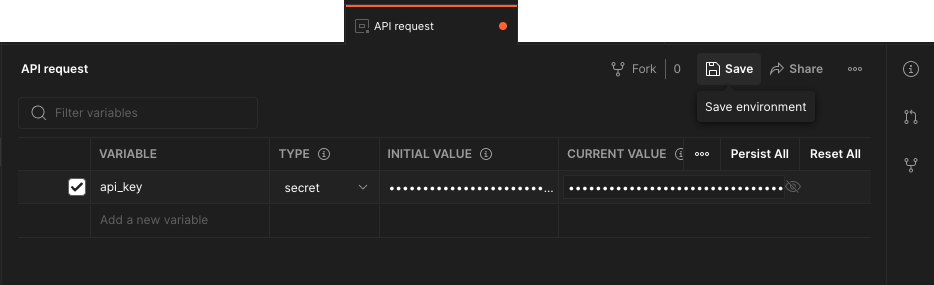 API request
API request
Fork 0 Save Share
Save environment
Filter variables
VARIABLE TYPE INITIAL VALUE CURRENT VALUE Persist All Reset All
api_key secret ••••••••••••••••••••••••... ••••••••••••••••••••••••••••••••
Add a new variable